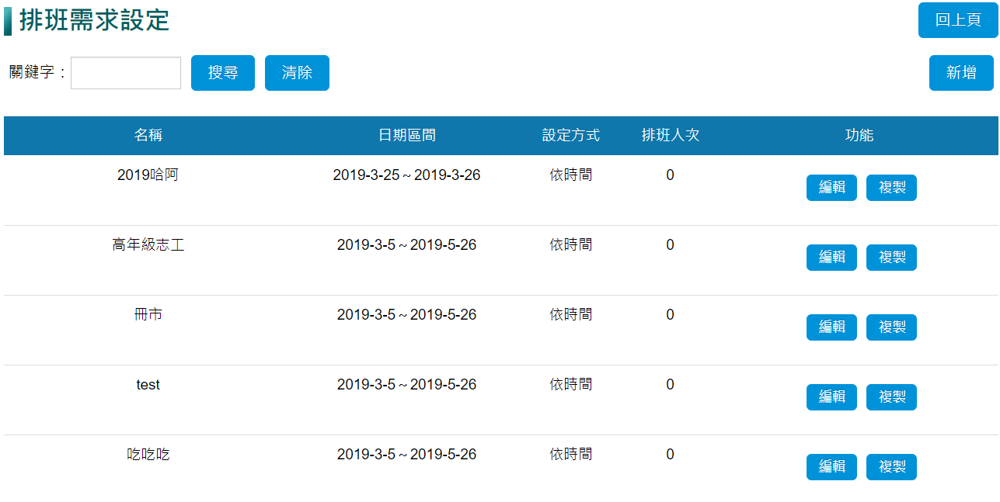 排班需求設定 回上頁
關鍵字： 搜尋 清除 新增
名稱 日期區間 設定方式 排班人次 功能
2019哈阿 2019-3-25～2019-3-26 依時間 0 編輯 複製
高年級志工 2019-3-5～2019-5-26 依時間 0 編輯 複製
冊市 2019-3-5～2019-5-26 依時間 0 編輯 複製
test 2019-3-5～2019-5-26 依時間 0 編輯 複製
吃吃吃 2019-3-5～2019-5-26 依時間 0 編輯 複製